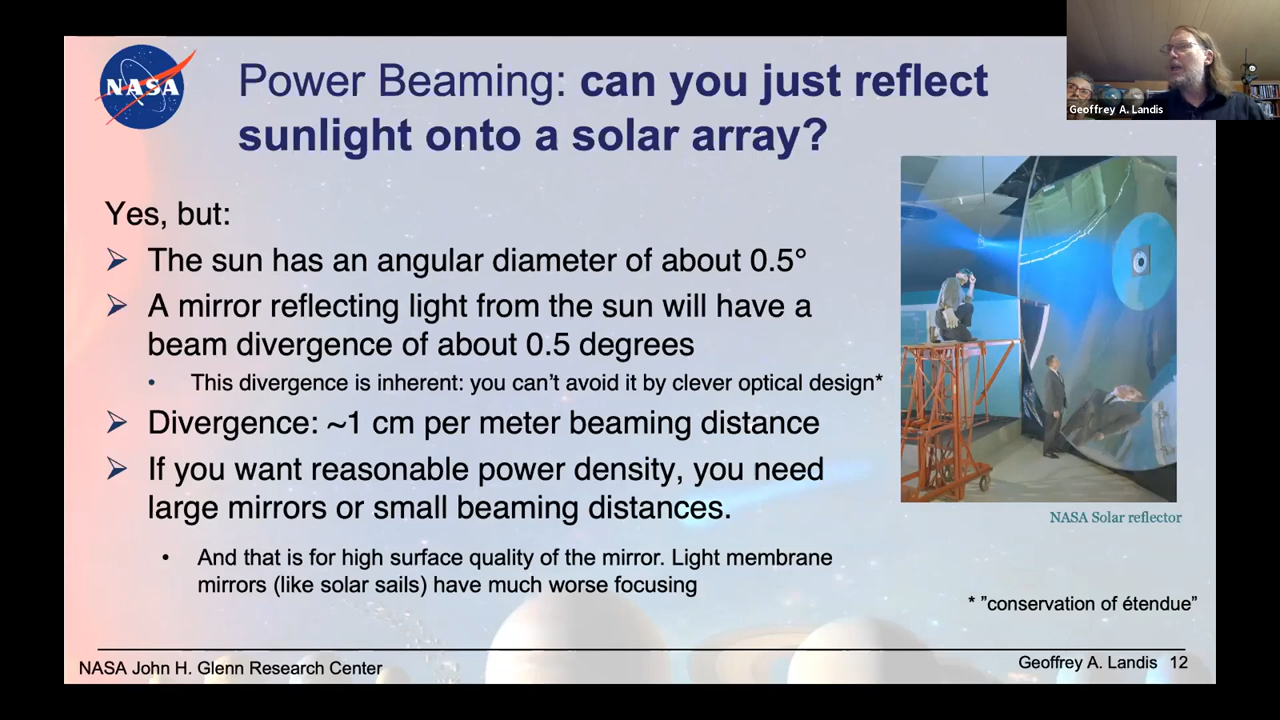 NASA
Power Beaming: can you just reflect
sunlight onto a solar array?
Geoffrey A. Landis
Yes, but:
➢ The sun has an angular diameter of about 0.5°
➢ A mirror reflecting light from the sun will have a
beam divergence of about 0.5 degrees
• This divergence is inherent: you can’t avoid it by clever optical design*
➢ Divergence: ~1 cm per meter beaming distance
➢ If you want reasonable power density, you need
large mirrors or small beaming distances.
• And that is for high surface quality of the mirror. Light membrane
mirrors (like solar sails) have much worse focusing
NASA Solar reflector
* ”conservation of étendue”
NASA John H. Glenn Research Center
Geoffrey A. Landis 12